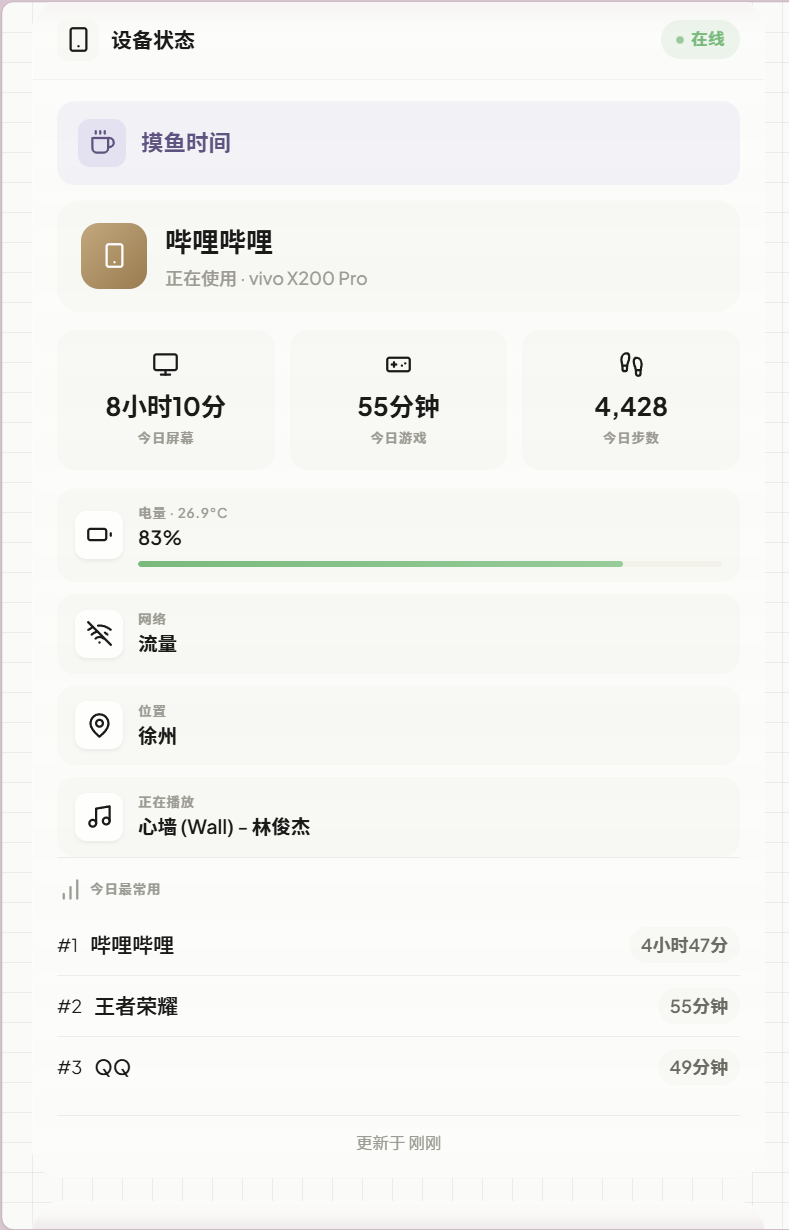 设备状态
在线
摸鱼时间
哔哩哔哩
正在使用 · vivo X200 Pro
8小时10分
今日屏幕
55分钟
今日游戏
4,428
今日步数
电量 · 26.9°C
83%
网络
流量
位置
徐州
正在播放
心墙 (Wall) – 林俊杰
今日最常用
#1 哔哩哔哩 4小时47分
#2 王者荣耀 55分钟
#3 QQ 49分钟
更新于 刚刚